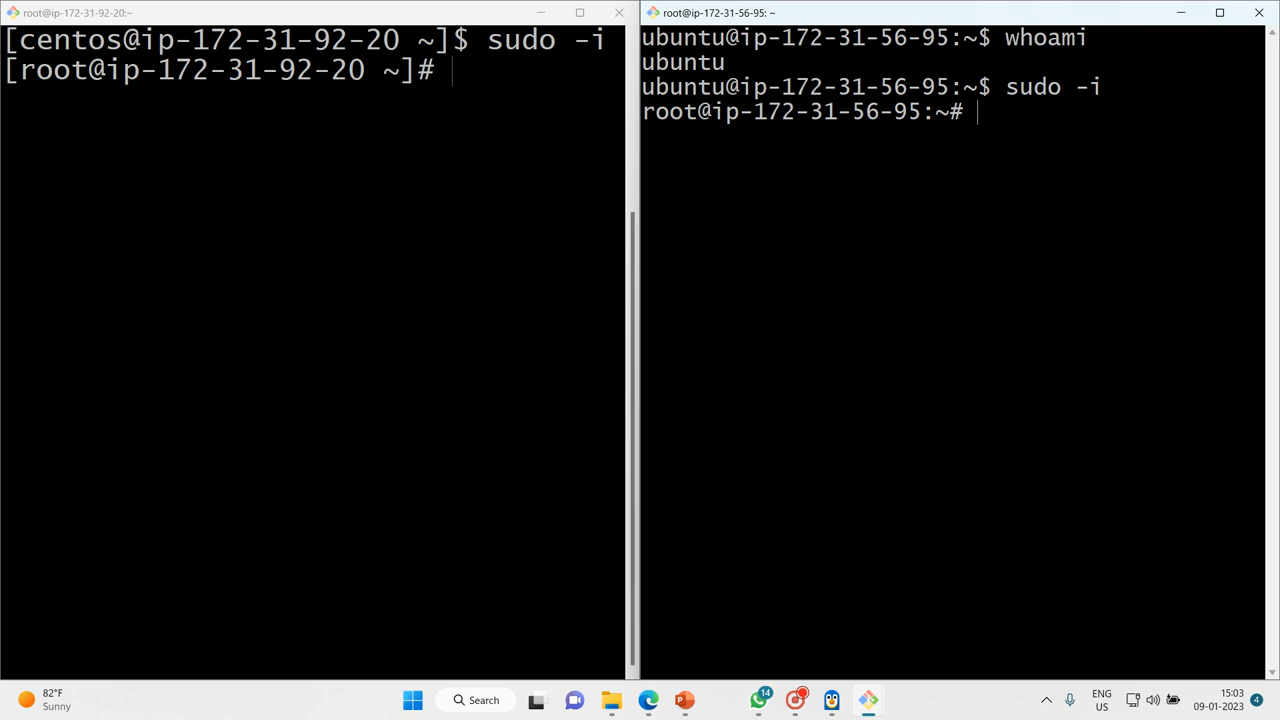 root@ip-172-31-92-20:~
[centos@ip-172-31-92-20 ~]$ sudo -i
[root@ip-172-31-92-20 ~]#
root@ip-172-31-56-95: ~
ubuntu@ip-172-31-56-95:~$ whoami
ubuntu
ubuntu@ip-172-31-56-95:~$ sudo -i
root@ip-172-31-56-95:~#
82°F
Sunny
Search
14
ENG
US
15:03
09-01-2023
4